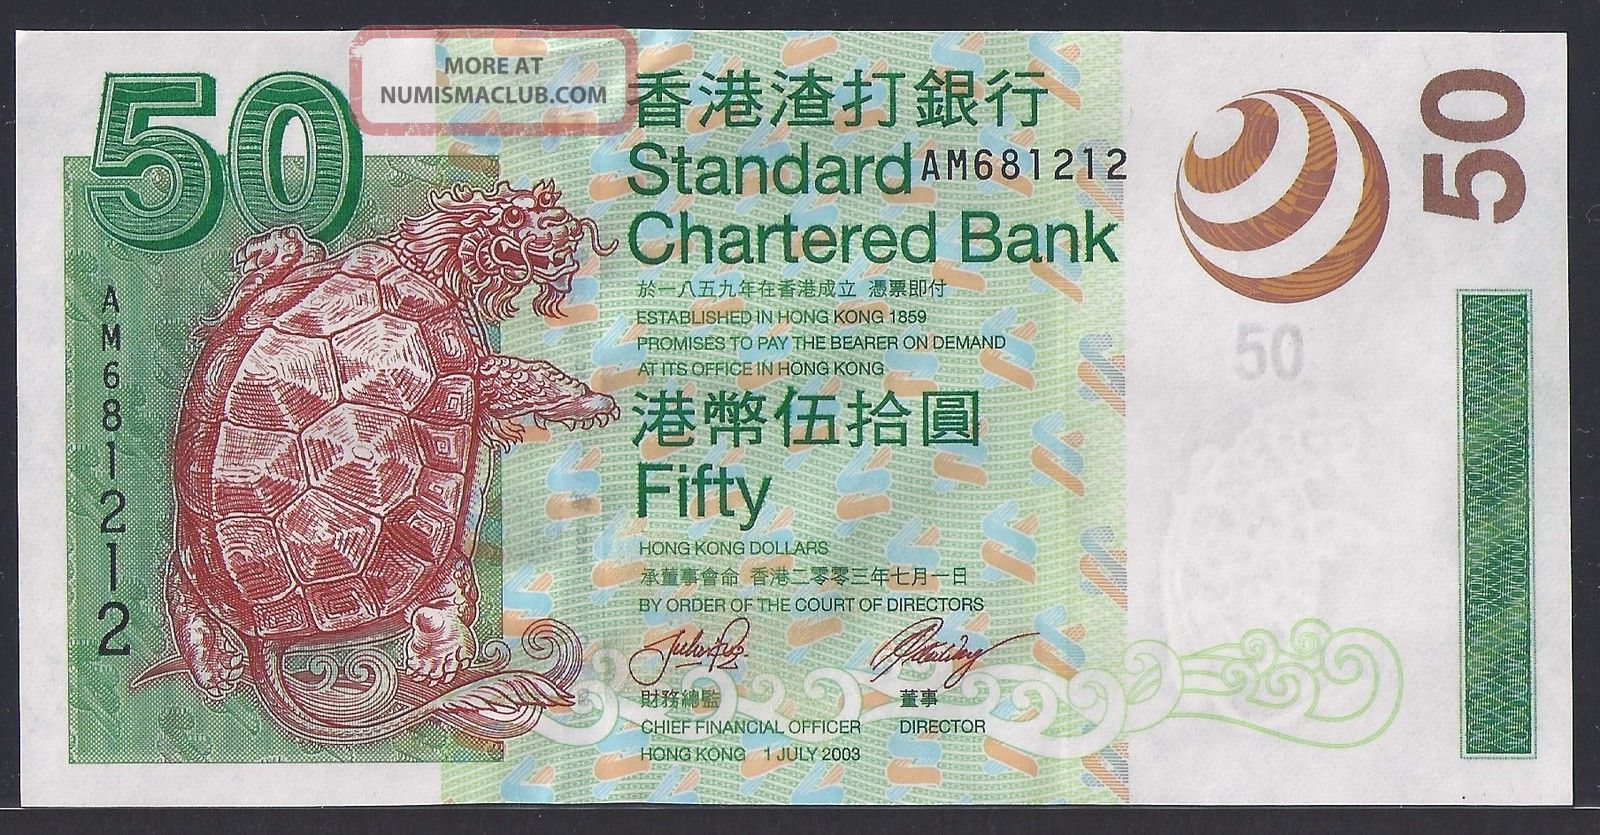 50
MORE AT
NUMISMACLUB.COM
香港渣打銀行
Standard AM681212
Chartered Bank
於一八五九年在香港成立 憑票即付
ESTABLISHED IN HONG KONG 1859
PROMISES TO PAY THE BEARER ON DEMAND
AT ITS OFFICE IN HONG KONG
港幣伍拾圓
Fifty
HONG KONG DOLLARS
承董事會命 香港二零零三年七月一日
BY ORDER OF THE COURT OF DIRECTORS
財務總監 董事
CHIEF FINANCIAL OFFICER DIRECTOR
HONG KONG 1 JULY 2003
AM681212
50
50